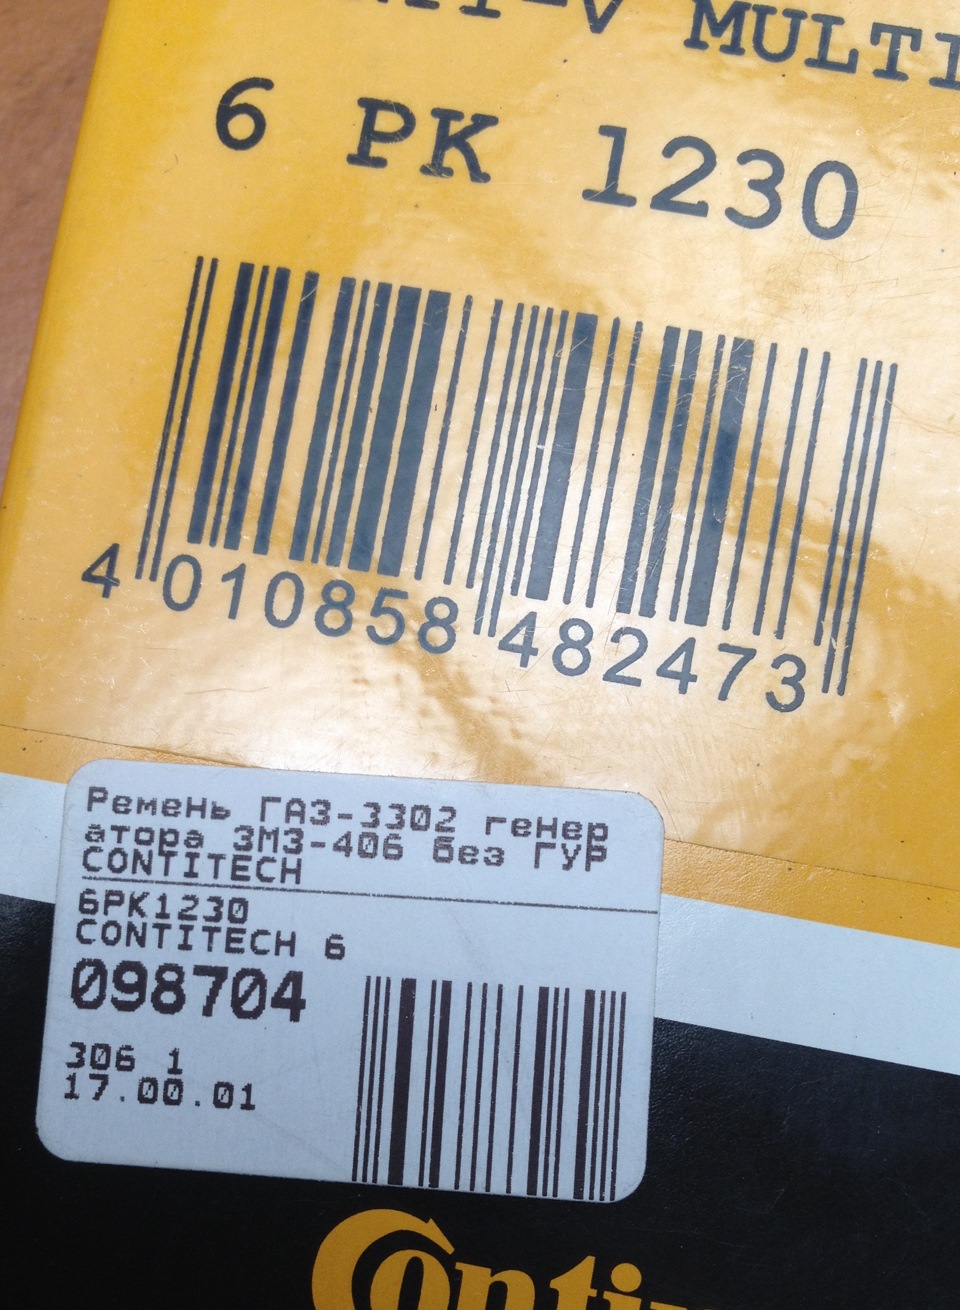 MULTI
6 PK 1230
4 010858 482473
Ремень ГАЗ-3302 генер
атора ЗМЗ-406 без ГУР
CONTITECH
6PK1230
CONTITECH 6
098704
306 1
17.00.01